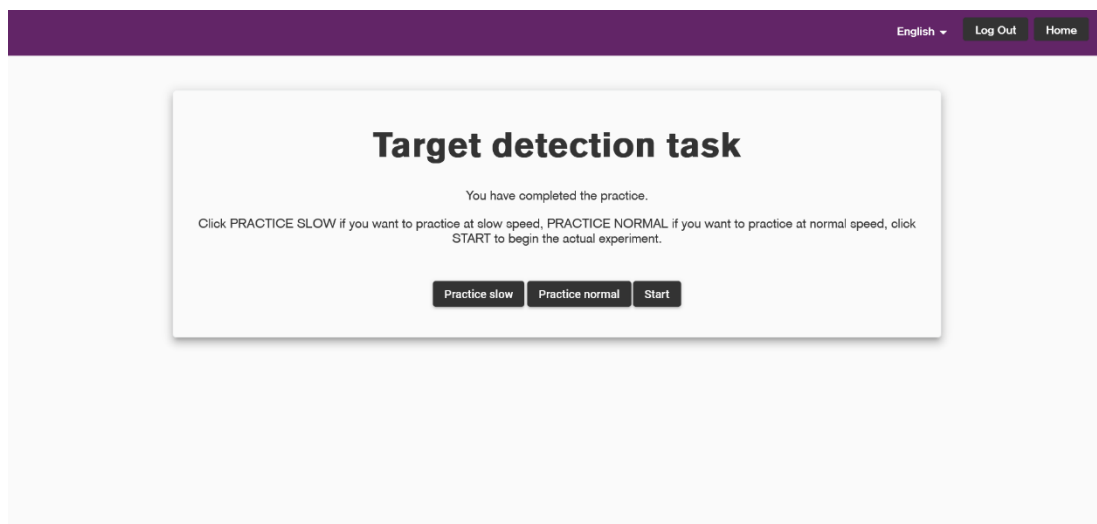 English
Log Out
Home
Target detection task
You have completed the practice.
Click PRACTICE SLOW if you want to practice at slow speed, PRACTICE NORMAL if you want to practice at normal speed, click
START to begin the actual experiment.
Practice slow
Practice normal
Start